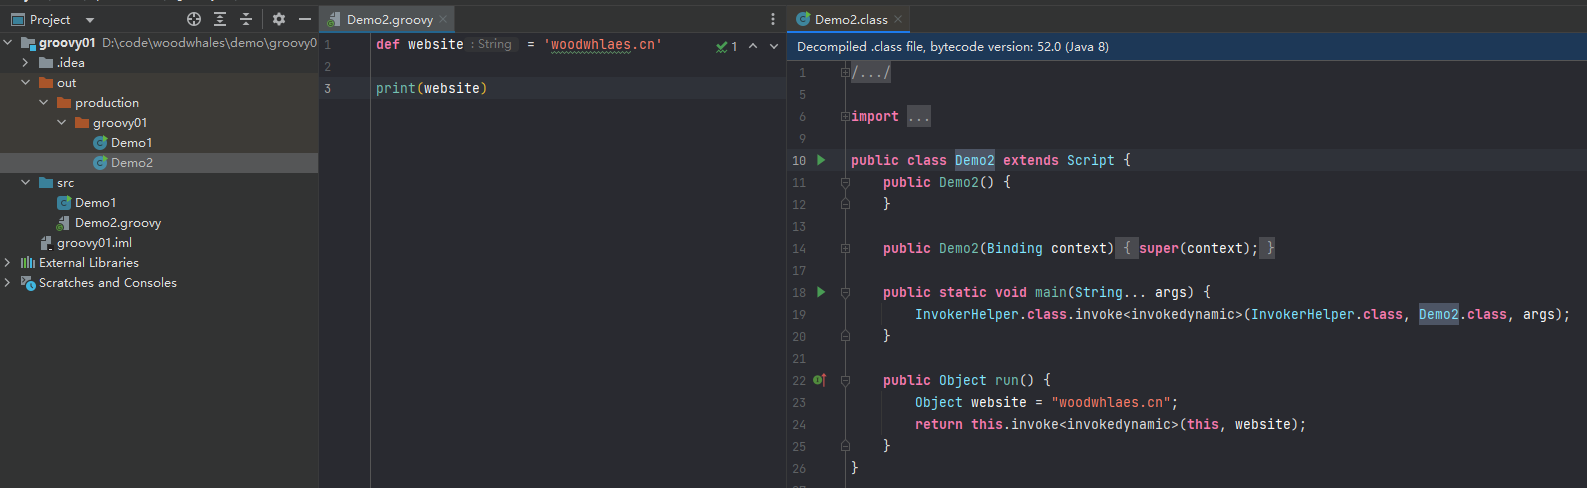 Project
groovy01 D:\code\woodwhales\demo\groovy0
.idea
out
production
groovy01
Demo1
Demo2
src
Demo1
Demo2.groovy
groovy01.iml
External Libraries
Scratches and Consoles
Demo2.groovy
1 def website : String = 'woodwhlaes.cn'
1
2
3 print(website)
Demo2.class
Decompiled .class file, bytecode version: 52.0 (Java 8)
1 /.../
5
6 import ...
9
10 public class Demo2 extends Script {
11 public Demo2() {
12 }
13
14 public Demo2(Binding context) { super(context); }
17
18 public static void main(String... args) {
19 InvokerHelper.class.invoke<invokedynamic>(InvokerHelper.class, Demo2.class, args);
20 }
21
22 public Object run() {
23 Object website = "woodwhlaes.cn";
24 return this.invoke<invokedynamic>(this, website);
25 }
26 }